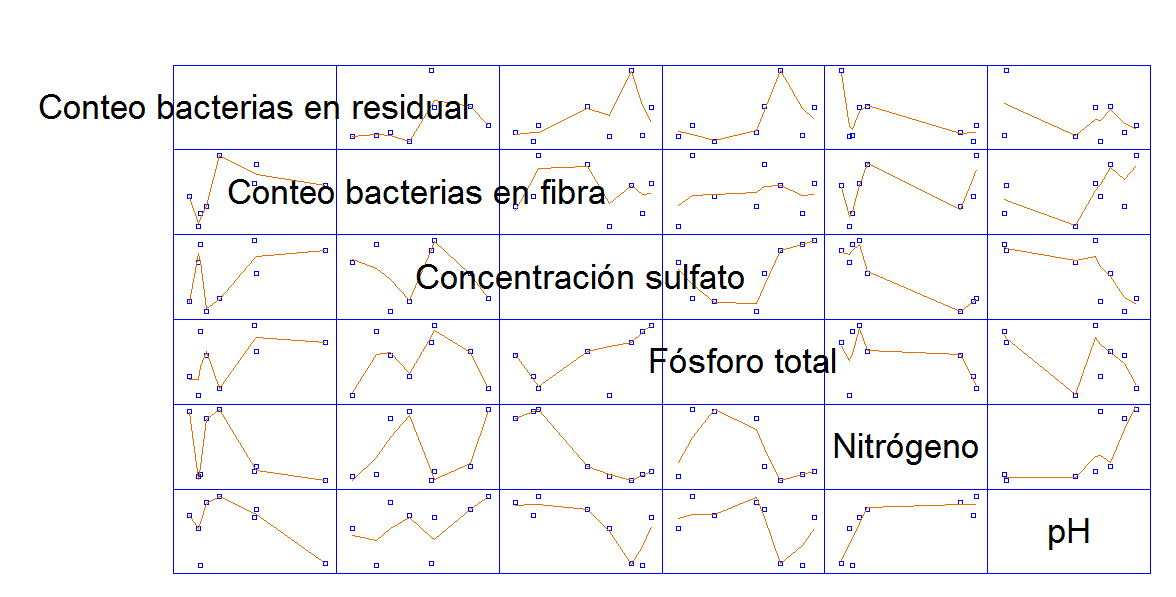 Conteo bacterias en residual
Conteo bacterias en fibra
Concentración sulfato
Fósforo total
Nitrógeno
pH